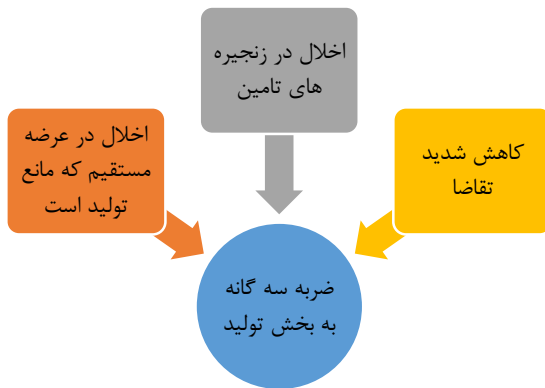 اخلال در زنجیره
های تامین
کاهش شدید
تقاضا
اخلال در عرضه
مستقیم که مانع
تولید است
ضربه سه گانه
به بخش تولید